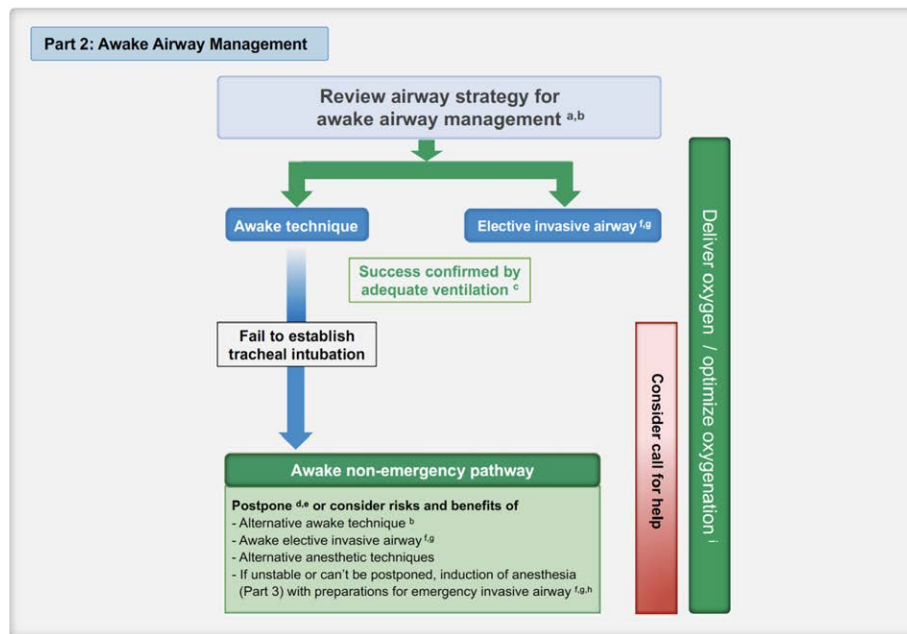 Part 2: Awake Airway Management
Review airway strategy for
awake airway management a,b
Awake technique
Elective invasive airway f,g
Success confirmed by
adequate ventilation c
Fail to establish
tracheal intubation
Awake non-emergency pathway
Postpone d,e or consider risks and benefits of
- Alternative awake technique b
- Awake elective invasive airway f,g
- Alternative anesthetic techniques
- If unstable or can't be postponed, induction of anesthesia
(Part 3) with preparations for emergency invasive airway f,g,h
Consider call for help
Deliver oxygen / optimize oxygenation i